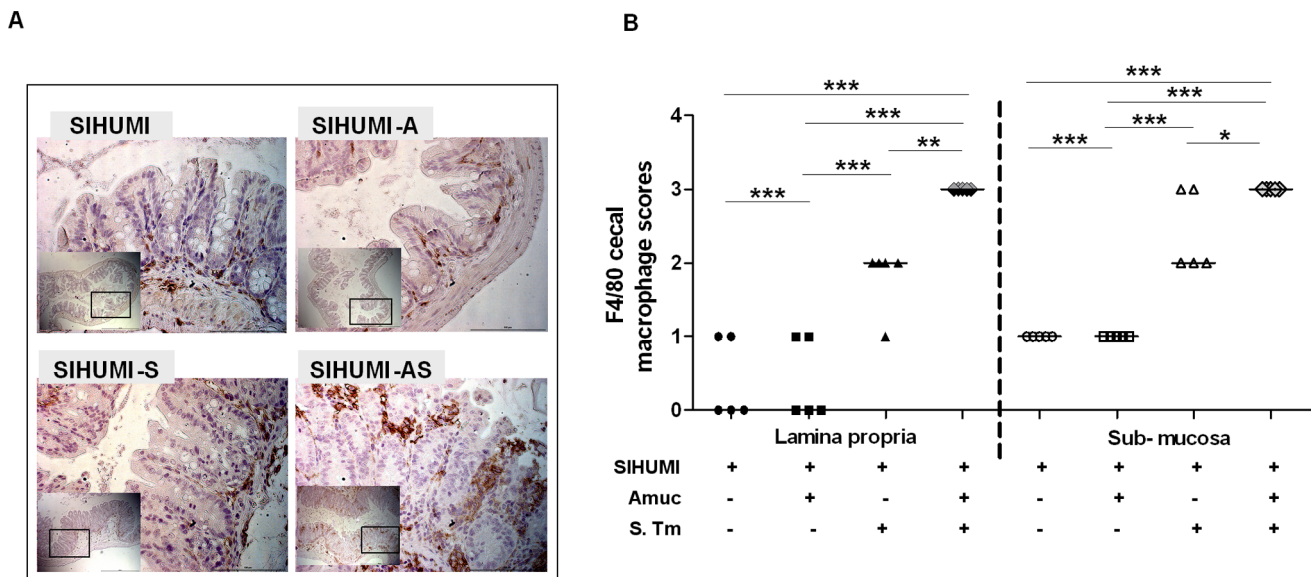 A
SIHUMI
SIHUMI-A
SIHUMI-S
SIHUMI-AS
B
F4/80 cecal
macrophage scores
4
3
2
1
0
***
***
**
***
***
***
***
***
*
***
Lamina propria
Sub-mucosa
SIHUMI + + + + + + + +
Amuc - + - + - + - +
S. Tm - - + + - - + +